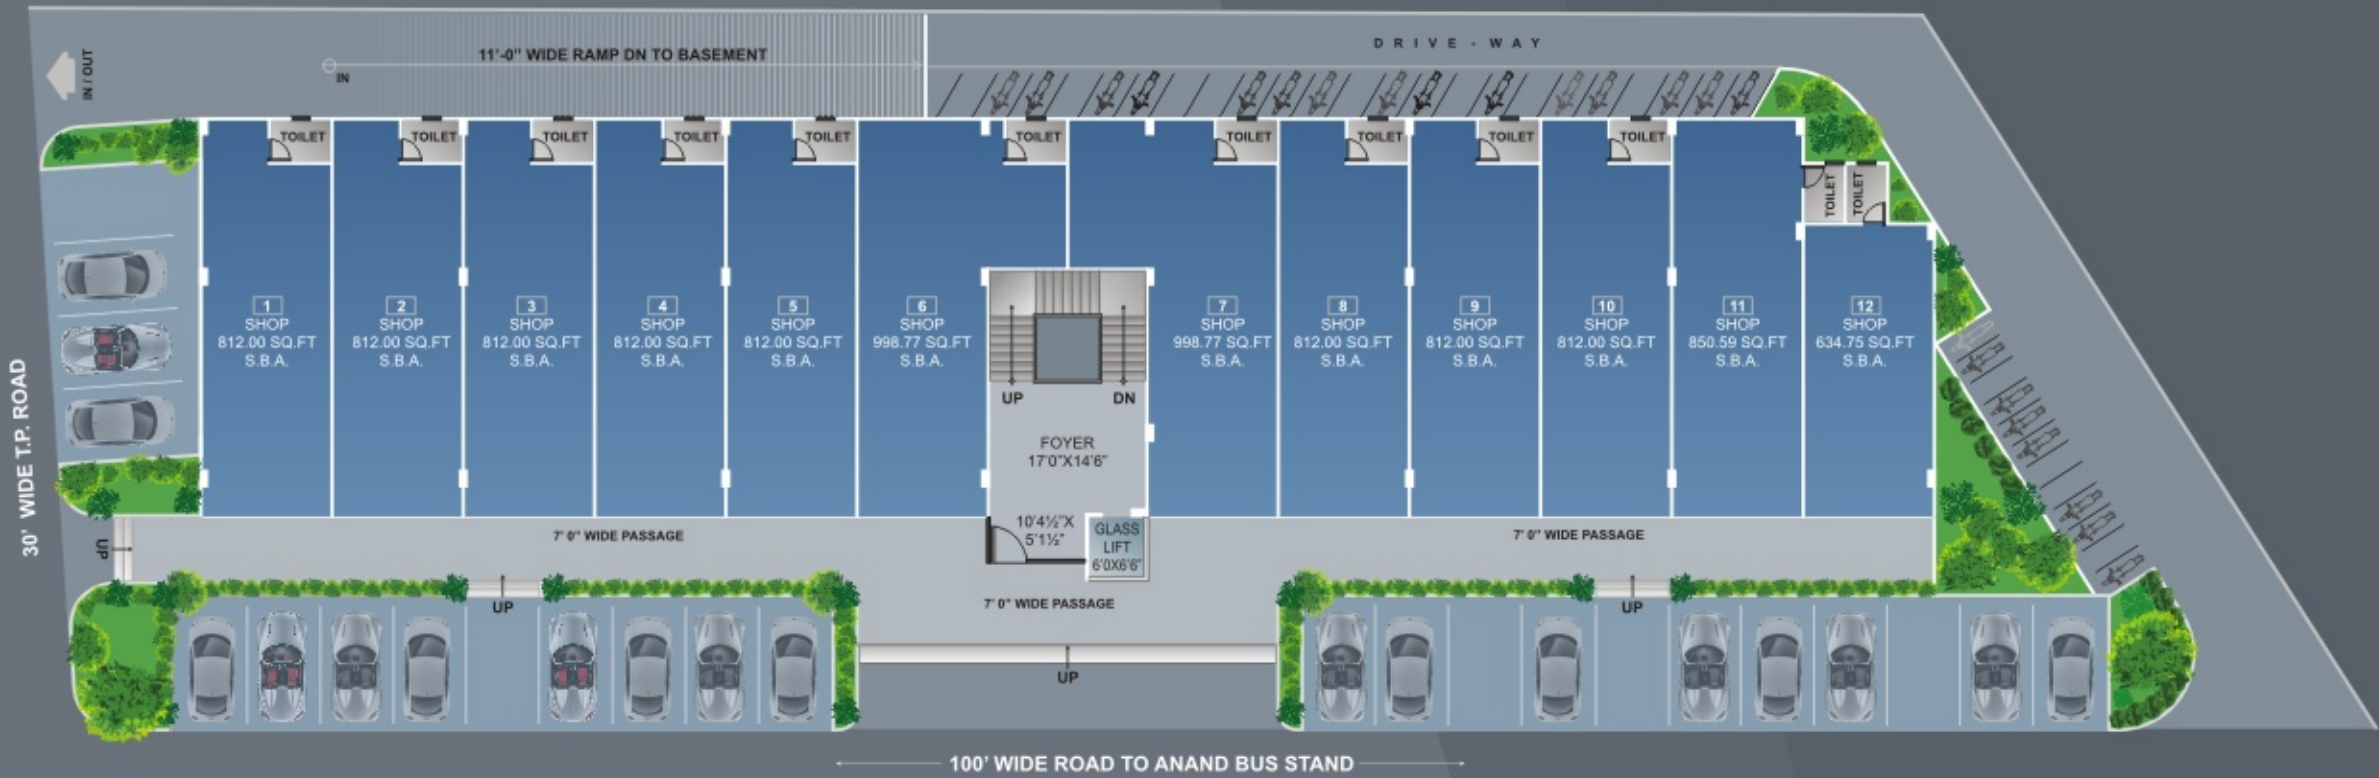 DRIVE - WAY
11'-0" WIDE RAMP DN TO BASEMENT
IN / OUT
IN
TOILET
TOILET
TOILET
TOILET
TOILET
TOILET
TOILET
TOILET
TOILET
TOILET
TOILET
TOILET
1
SHOP
812.00 SQ.FT
S.B.A.
2
SHOP
812.00 SQ.FT
S.B.A.
3
SHOP
812.00 SQ.FT
S.B.A.
4
SHOP
812.00 SQ.FT
S.B.A.
5
SHOP
812.00 SQ.FT
S.B.A.
6
SHOP
998.77 SQ.FT
S.B.A.
7
SHOP
998.77 SQ.FT
S.B.A.
8
SHOP
812.00 SQ.FT
S.B.A.
9
SHOP
812.00 SQ.FT
S.B.A.
10
SHOP
812.00 SQ.FT
S.B.A.
11
SHOP
850.59 SQ.FT
S.B.A.
12
SHOP
634.75 SQ.FT
S.B.A.
UP
DN
FOYER
17'0"X14'6"
10'4½"X
5'1½"
GLASS
LIFT
6'0X6'6"
30' WIDE T.P. ROAD
UP
7' 0" WIDE PASSAGE
7' 0" WIDE PASSAGE
7' 0" WIDE PASSAGE
UP
UP
UP
100' WIDE ROAD TO ANAND BUS STAND